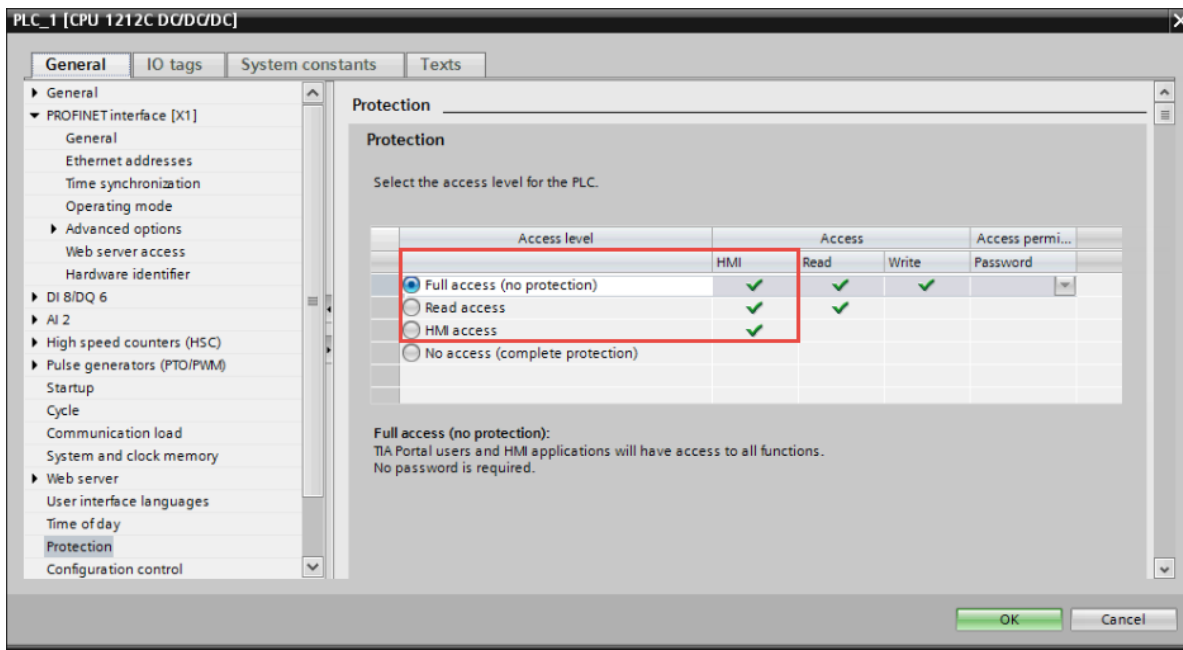 PLC_1 [CPU 1212C DC/DC/DC]
General IO tags System constants Texts
General
PROFINET interface [X1]
General
Ethernet addresses
Time synchronization
Operating mode
Advanced options
Web server access
Hardware identifier
DI 8/DQ 6
AI 2
High speed counters (HSC)
Pulse generators (PTO/PWM)
Startup
Cycle
Communication load
System and clock memory
Web server
User interface languages
Time of day
Protection
Configuration control
Protection
Protection
Select the access level for the PLC.
Access level Access Access permi...
HMI Read Write Password
Full access (no protection)
Read access
HMI access
No access (complete protection)
Full access (no protection):
TIA Portal users and HMI applications will have access to all functions.
No password is required.
OK Cancel